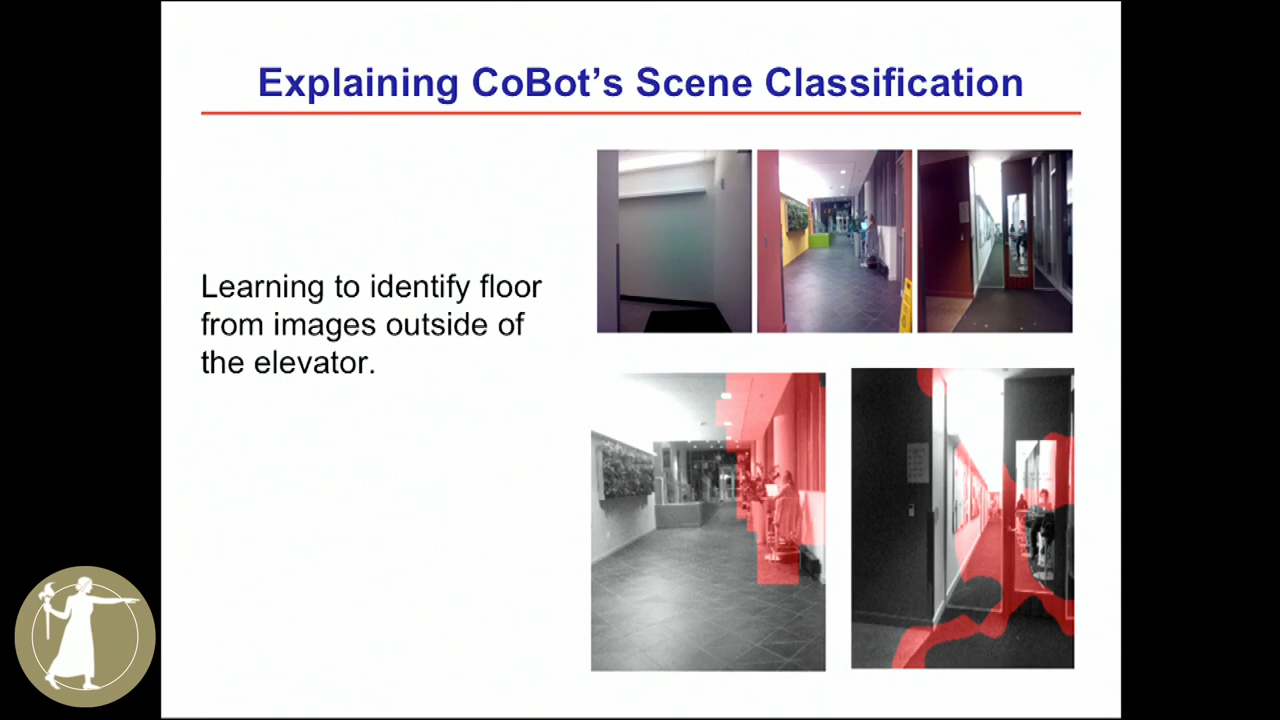 Explaining CoBot’s Scene Classification
Learning to identify floor
from images outside of
the elevator.